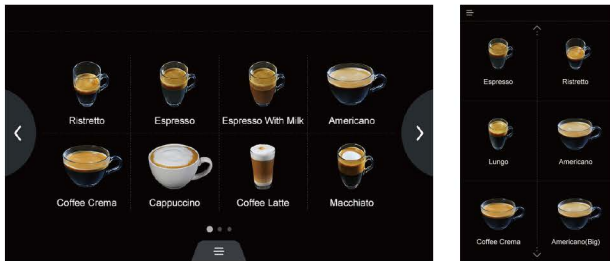 Ristretto Espresso Espresso With Milk Americano
Coffee Crema Cappuccino Coffee Latte Macchiato
Espresso Ristretto
Lungo Americano
Coffee Crema Americano(Big)